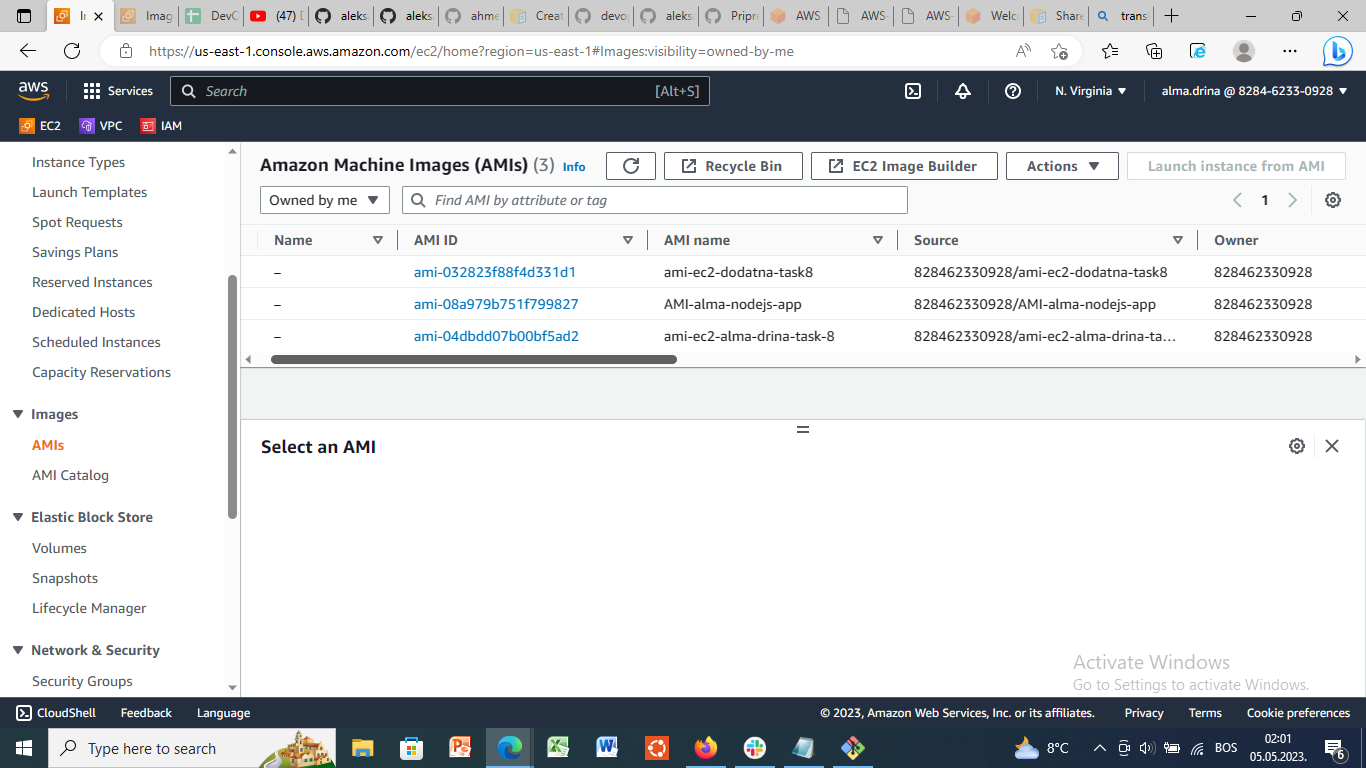 In
Imag
DevO
(47) D
aleks
aleks
ahme
Creat
devo
aleks
Pripre
AWS
AWS-
AWS-
Welc
Share
trans
https://us-east-1.console.aws.amazon.com/ec2/home?region=us-east-1#Images:visibility=owned-by-me
aws
Services
Search
[Alt+S]
N. Virginia
alma.drina @ 8284-6233-0928
EC2
VPC
IAM
Instance Types
Launch Templates
Spot Requests
Savings Plans
Reserved Instances
Dedicated Hosts
Scheduled Instances
Capacity Reservations
Images
AMIs
AMI Catalog
Elastic Block Store
Volumes
Snapshots
Lifecycle Manager
Network & Security
Security Groups
Amazon Machine Images (AMIs) (3) Info
Recycle Bin
EC2 Image Builder
Actions
Launch instance from AMI
Owned by me
Find AMI by attribute or tag
1
Name AMI ID AMI name Source Owner
– ami-032823f88f4d331d1 ami-ec2-dodatna-task8 828462330928/ami-ec2-dodatna-task8 828462330928
– ami-08a979b751f799827 AMI-alma-nodejs-app 828462330928/AMI-alma-nodejs-app 828462330928
– ami-04dbdd07b00bf5ad2 ami-ec2-alma-drina-task-8 828462330928/ami-ec2-alma-drina-ta... 828462330928
Select an AMI
Activate Windows
Go to Settings to activate Windows.
CloudShell
Feedback
Language
© 2023, Amazon Web Services, Inc. or its affiliates.
Privacy
Terms
Cookie preferences
Type here to search
8°C
BOS
02:01
05.05.2023.
6